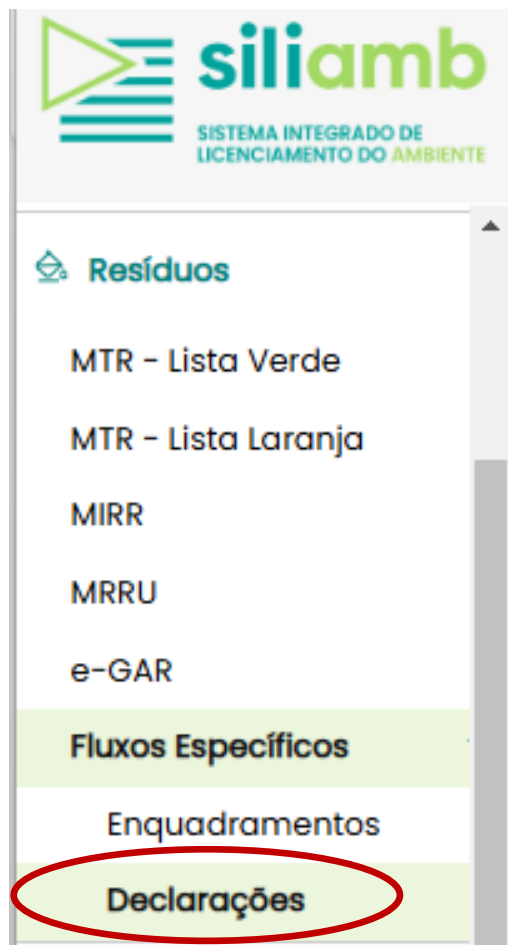 siliamb
SISTEMA INTEGRADO DE
LICENCIAMENTO DO AMBIENTE
Resíduos
MTR - Lista Verde
MTR - Lista Laranja
MIRR
MRRU
e-GAR
Fluxos Específicos
Enquadramentos
Declarações